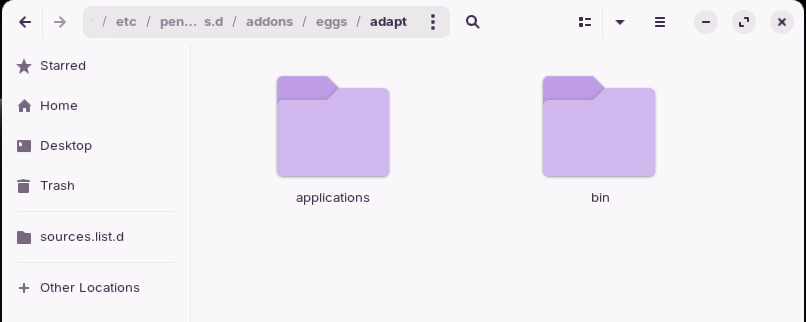 / etc / pen... s.d / addons / eggs / adapt
Starred
Home
Desktop
Trash
sources.list.d
Other Locations
applications
bin